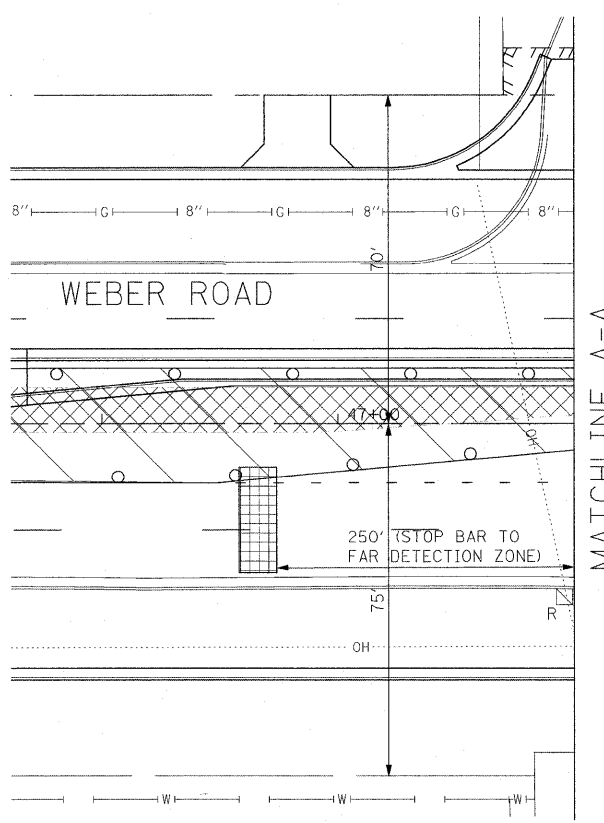 8" G 8" G 8" G 8"
70'
WEBER ROAD
MATCHLINE A-A
47+00
OH
250' (STOP BAR TO
FAR DETECTION ZONE)
75'
R
OH
W W W